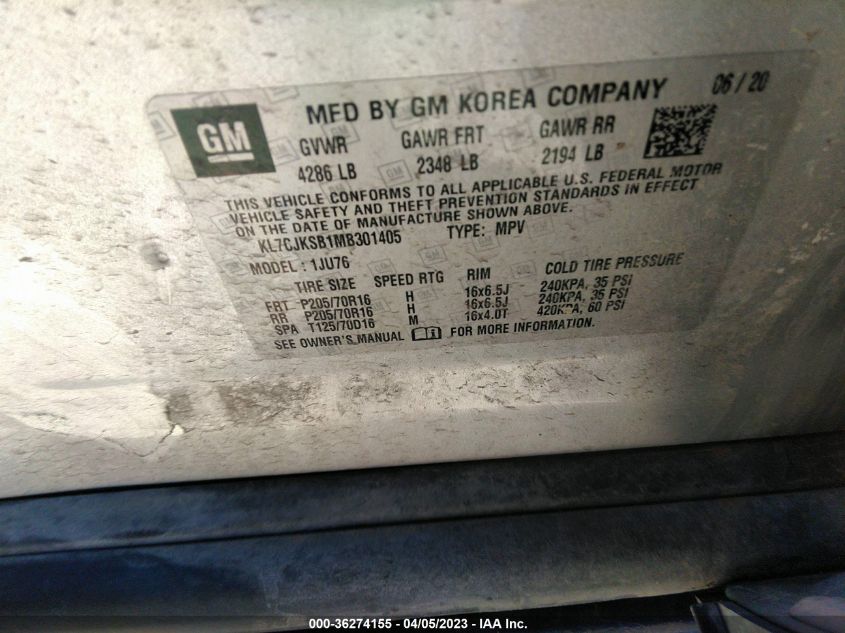 GM
MFD BY GM KOREA COMPANY 06/20
GVWR GAWR FRT GAWR RR
4286 LB 2348 LB 2194 LB
THIS VEHICLE CONFORMS TO ALL APPLICABLE U.S. FEDERAL MOTOR
VEHICLE SAFETY AND THEFT PREVENTION STANDARDS IN EFFECT
ON THE DATE OF MANUFACTURE SHOWN ABOVE.
KL7CJKSB1MB301405 TYPE: MPV
MODEL: 1JU76
TIRE SIZE SPEED RTG RIM COLD TIRE PRESSURE
FRT P205/70R16 H 16x6.5J 240KPA, 35 PSI
RR P205/70R16 H 16x6.5J 240KPA, 35 PSI
SPA T125/70D16 M 16x4.0T 420KPA, 60 PSI
SEE OWNER'S MANUAL FOR MORE INFORMATION.
000-36274155 - 04/05/2023 - IAA Inc.